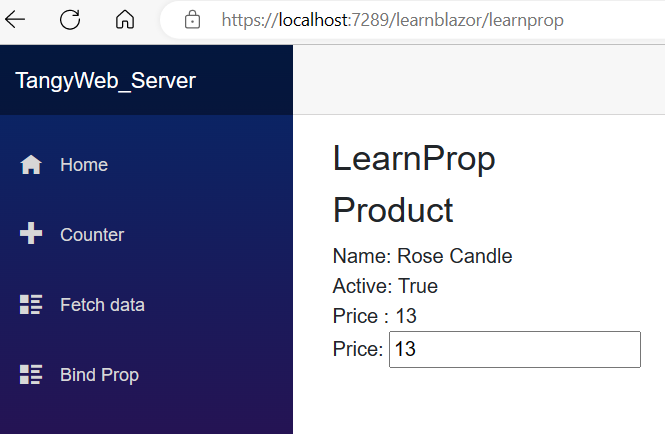 https://localhost:7289/learnblazor/learnprop
TangyWeb_Server
Home
Counter
Fetch data
Bind Prop
LearnProp
Product
Name: Rose Candle
Active: True
Price : 13
Price: 13